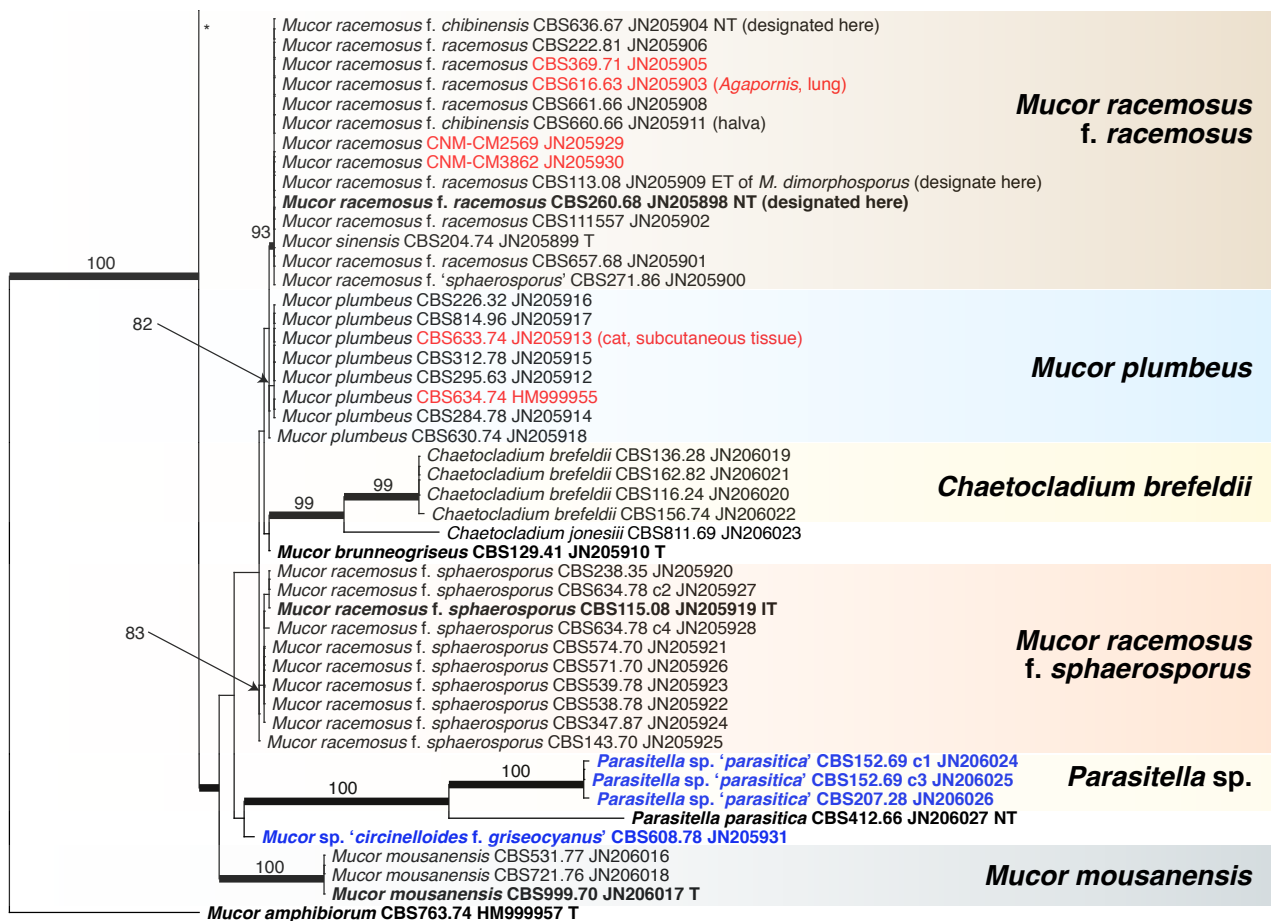 *
Mucor racemosus f. chibinensis CBS636.67 JN205904 NT (designated here)
Mucor racemosus f. racemosus CBS222.81 JN205906
Mucor racemosus f. racemosus CBS369.71 JN205905
Mucor racemosus f. racemosus CBS616.63 JN205903 (Agapornis, lung)
Mucor racemosus f. racemosus CBS661.66 JN205908
Mucor racemosus f. chibinensis CBS660.66 JN205911 (halva)
Mucor racemosus CNM-CM2569 JN205929
Mucor racemosus CNM-CM3862 JN205930
Mucor racemosus f. racemosus CBS113.08 JN205909 ET of M. dimorphosporus (designate here)
Mucor racemosus f. racemosus CBS260.68 JN205898 NT (designated here)
Mucor racemosus f. racemosus CBS111557 JN205902
Mucor sinensis CBS204.74 JN205899 T
Mucor racemosus f. racemosus CBS657.68 JN205901
Mucor racemosus f. 'sphaerosporus' CBS271.86 JN205900
Mucor racemosus
f. racemosus
93
100
Mucor plumbeus CBS226.32 JN205916
Mucor plumbeus CBS814.96 JN205917
Mucor plumbeus CBS633.74 JN205913 (cat, subcutaneous tissue)
Mucor plumbeus CBS312.78 JN205915
Mucor plumbeus CBS295.63 JN205912
Mucor plumbeus CBS634.74 HM999955
Mucor plumbeus CBS284.78 JN205914
Mucor plumbeus CBS630.74 JN205918
Mucor plumbeus
82
Chaetocladium brefeldii CBS136.28 JN206019
Chaetocladium brefeldii CBS162.82 JN206021
Chaetocladium brefeldii CBS116.24 JN206020
Chaetocladium brefeldii CBS156.74 JN206022
Chaetocladium brefeldii
99
99
Chaetocladium jonesiii CBS811.69 JN206023
Mucor brunneogriseus CBS129.41 JN205910 T
Mucor racemosus f. sphaerosporus CBS238.35 JN205920
Mucor racemosus f. sphaerosporus CBS634.78 c2 JN205927
Mucor racemosus f. sphaerosporus CBS115.08 JN205919 IT
Mucor racemosus f. sphaerosporus CBS634.78 c4 JN205928
Mucor racemosus f. sphaerosporus CBS574.70 JN205921
Mucor racemosus f. sphaerosporus CBS571.70 JN205926
Mucor racemosus f. sphaerosporus CBS539.78 JN205923
Mucor racemosus f. sphaerosporus CBS538.78 JN205922
Mucor racemosus f. sphaerosporus CBS347.87 JN205924
Mucor racemosus f. sphaerosporus CBS143.70 JN205925
Mucor racemosus
f. sphaerosporus
83
Parasitella sp. 'parasitica' CBS152.69 c1 JN206024
Parasitella sp. 'parasitica' CBS152.69 c3 JN206025
Parasitella sp. 'parasitica' CBS207.28 JN206026
Parasitella sp.
100
100
Parasitella parasitica CBS412.66 JN206027 NT
Mucor sp. 'circinelloides f. griseocyanus' CBS608.78 JN205931
Mucor mousanensis CBS531.77 JN206016
Mucor mousanensis CBS721.76 JN206018
Mucor mousanensis CBS999.70 JN206017 T
Mucor mousanensis
100
Mucor amphibiorum CBS763.74 HM999957 T